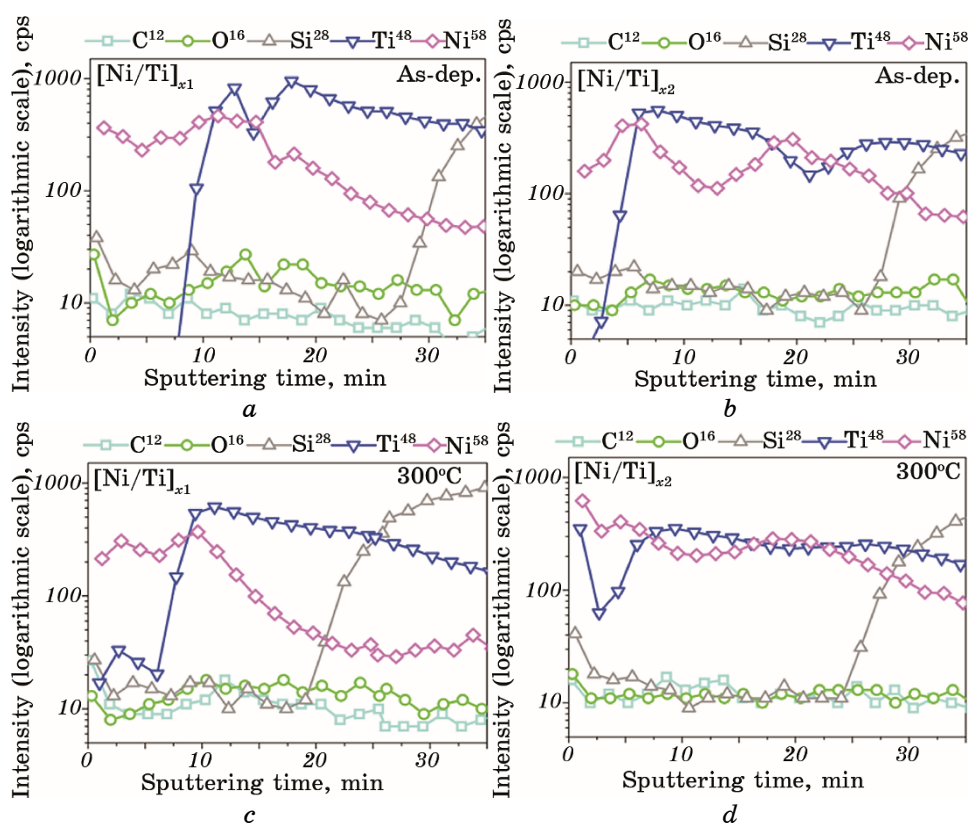 C¹² O¹⁶ Si²⁸ Ti⁴⁸ Ni⁵⁸
Intensity (logarithmic scale), cps
[Ni/Ti]ₓ₁ As-dep.
1000
100
10
0 10 20 30
Sputtering time, min
a
C¹² O¹⁶ Si²⁸ Ti⁴⁸ Ni⁵⁸
Intensity (logarithmic scale), cps
[Ni/Ti]ₓ₂ As-dep.
1000
100
10
0 10 20 30
Sputtering time, min
b
C¹² O¹⁶ Si²⁸ Ti⁴⁸ Ni⁵⁸
Intensity (logarithmic scale), cps
[Ni/Ti]ₓ₁ 300°C
1000
100
10
0 10 20 30
Sputtering time, min
c
C¹² O¹⁶ Si²⁸ Ti⁴⁸ Ni⁵⁸
Intensity (logarithmic scale), cps
[Ni/Ti]ₓ₂ 300°C
1000
100
10
0 10 20 30
Sputtering time, min
d